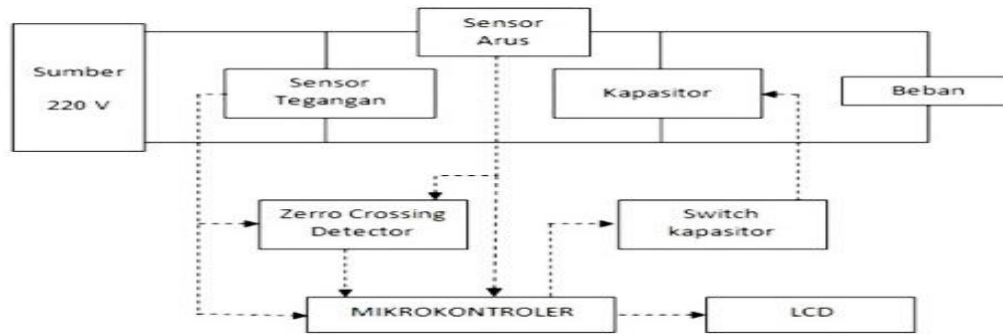 Sensor
Arus
Sumber
220 V
Sensor
Tegangan
Kapasitor
Beban
Zerro Crossing
Detector
Switch
kapasitor
MIKROKONTROLER
LCD